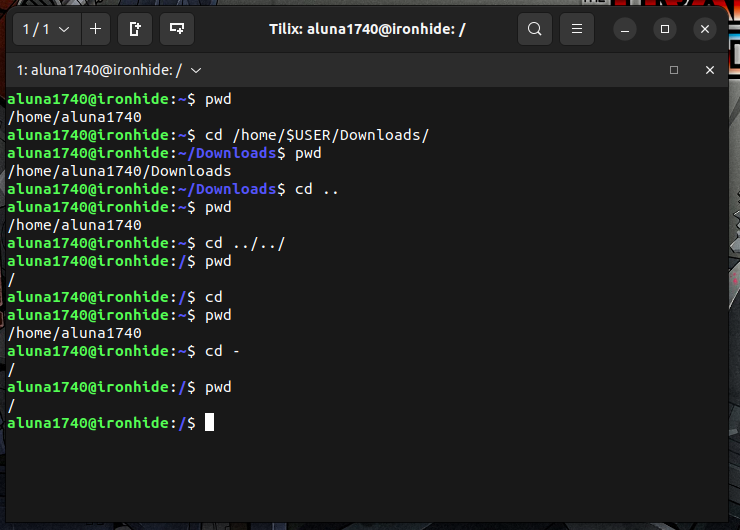 1 / 1
Tilix: aluna1740@ironhide: /
1: aluna1740@ironhide: /
aluna1740@ironhide:~$ pwd
/home/aluna1740
aluna1740@ironhide:~$ cd /home/$USER/Downloads/
aluna1740@ironhide:~/Downloads$ pwd
/home/aluna1740/Downloads
aluna1740@ironhide:~/Downloads$ cd ..
aluna1740@ironhide:~$ pwd
/home/aluna1740
aluna1740@ironhide:~$ cd ../../
aluna1740@ironhide:/$ pwd
/
aluna1740@ironhide:/$ cd
aluna1740@ironhide:~$ pwd
/home/aluna1740
aluna1740@ironhide:~$ cd -
/
aluna1740@ironhide:/$ pwd
/
aluna1740@ironhide:/$